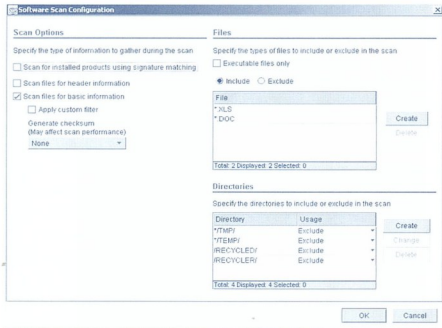 Software Scan Configuration
Scan Options
Specify the type of information to gather during the scan
Scan for installed products using signature matching
Scan files for header information
Scan files for basic information
Apply custom filter
Generate checksum
(May affect scan performance)
None
Files
Specify the types of files to include or exclude in the scan
Executable files only
Include
Exclude
File
*.XLS
*.DOC
Create
Delete
Total: 2 Displayed: 2 Selected: 0
Directories
Specify the directories to include or exclude in the scan
Directory Usage
*/TMP/ Exclude
*/TEMP/ Exclude
/RECYCLED/ Exclude
/RECYCLER/ Exclude
Create
Change
Delete
Total: 4 Displayed: 4 Selected: 0
OK
Cancel